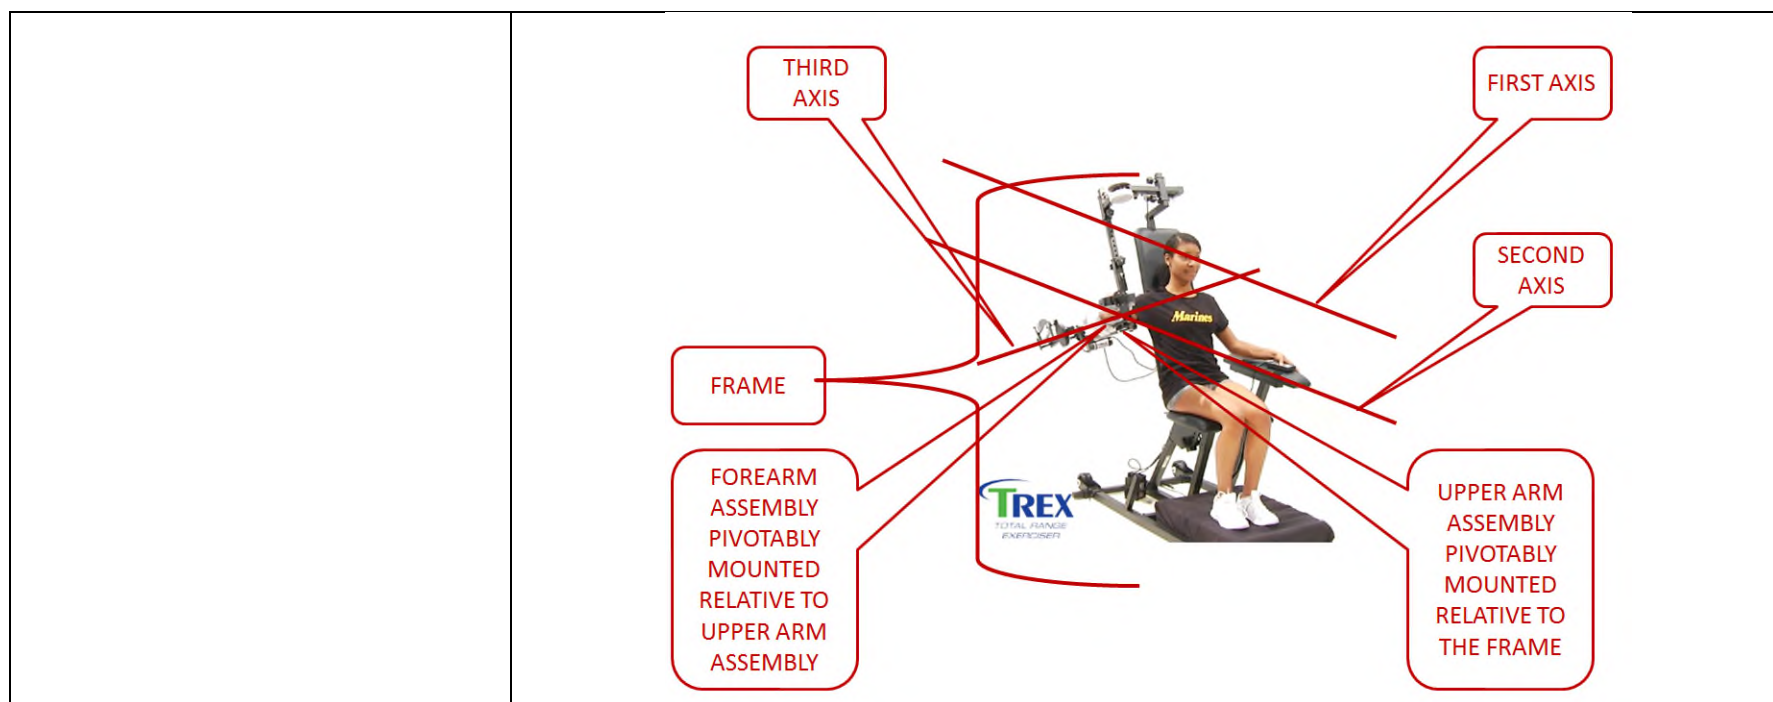 THIRD
AXIS
FIRST AXIS
SECOND
AXIS
Marines
FRAME
FOREARM
ASSEMBLY
PIVOTABLY
MOUNTED
RELATIVE TO
UPPER ARM
ASSEMBLY
TREX
TOTAL RANGE
EXERCISER
UPPER ARM
ASSEMBLY
PIVOTABLY
MOUNTED
RELATIVE TO
THE FRAME